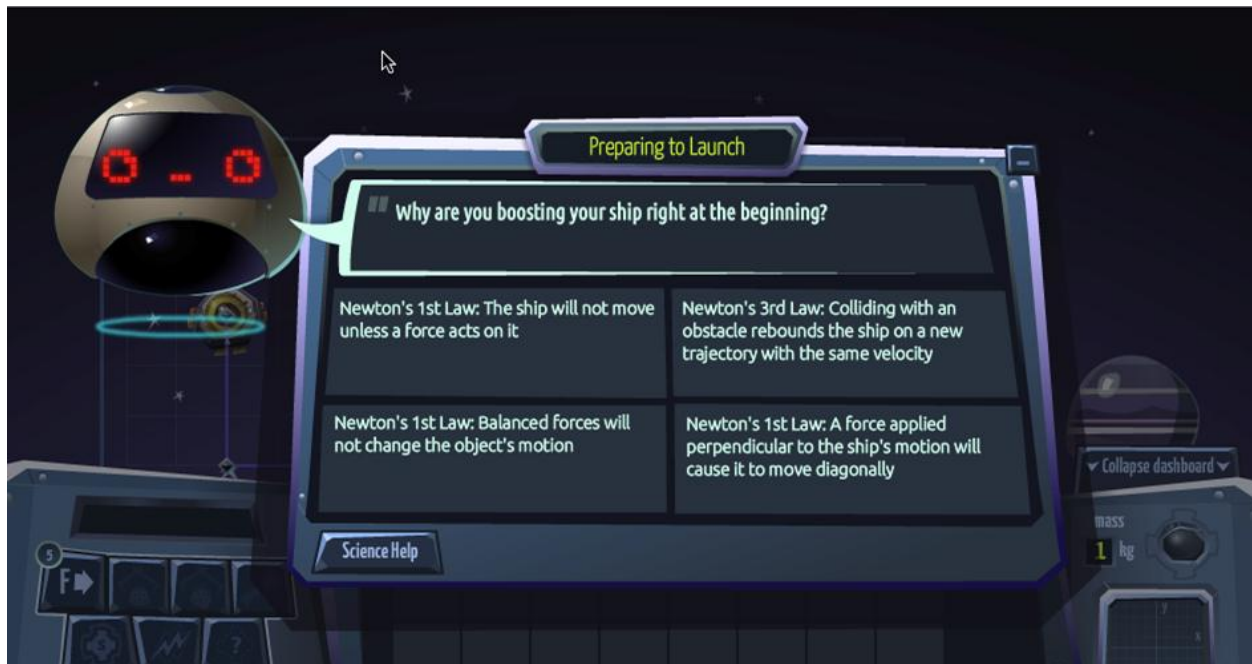 Preparing to Launch
–
" Why are you boosting your ship right at the beginning?
Newton's 1st Law: The ship will not move
unless a force acts on it
Newton's 3rd Law: Colliding with an
obstacle rebounds the ship on a new
trajectory with the same velocity
Newton's 1st Law: Balanced forces will
not change the object's motion
Newton's 1st Law: A force applied
perpendicular to the ship's motion will
cause it to move diagonally
Science Help
Collapse dashboard
mass
1 kg
5
F
?
y
x